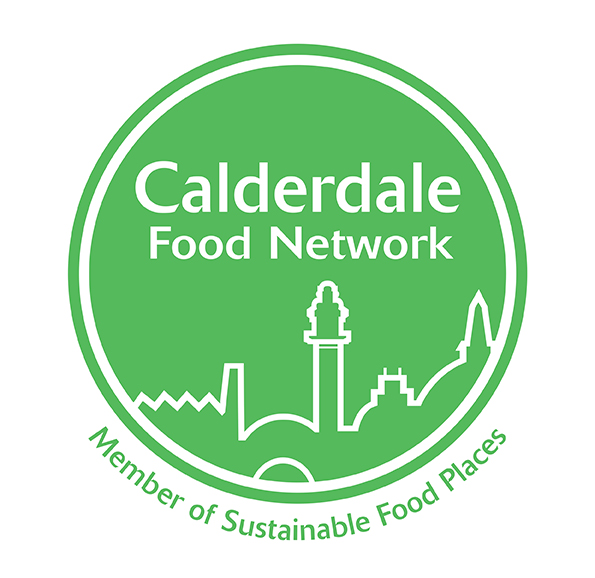 Calderdale
Food Network
Member of Sustainable Food Places